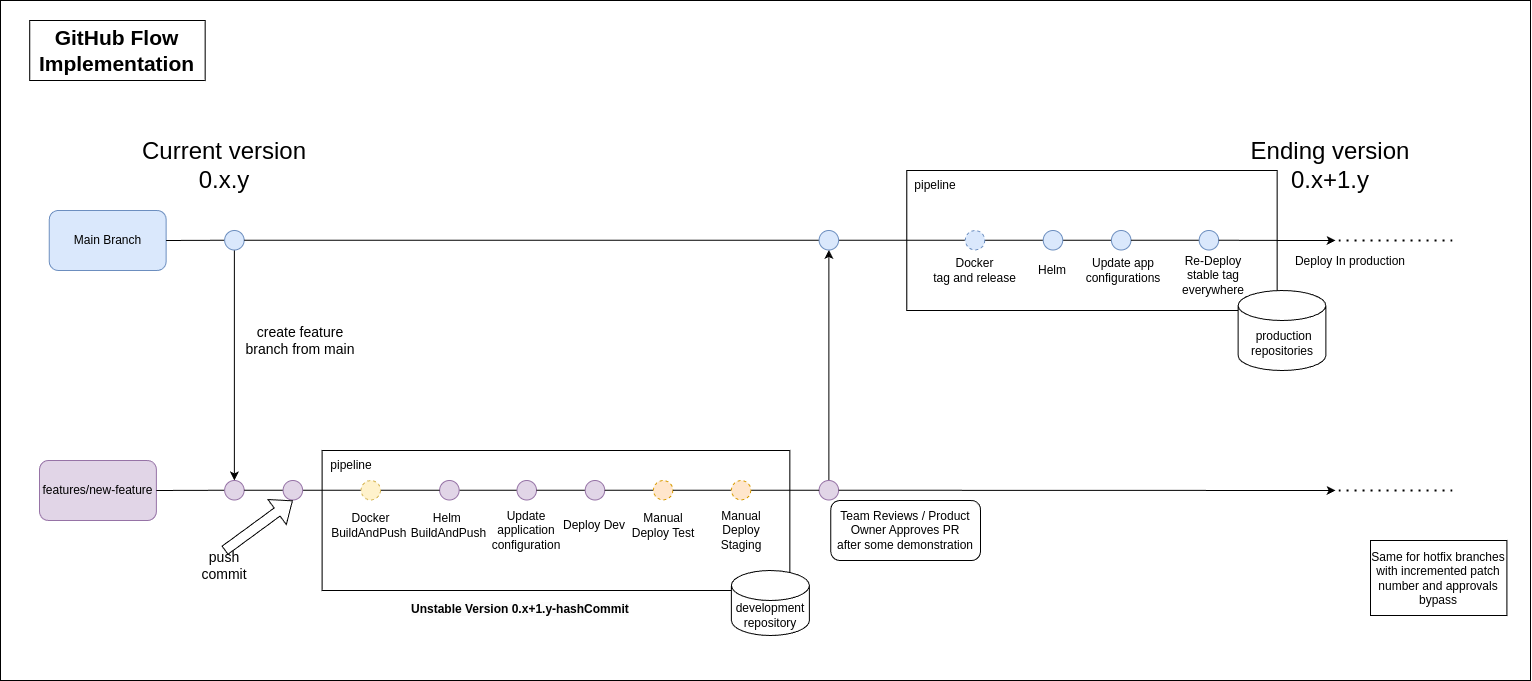 GitHub Flow
Implementation
Current version
0.x.y
Ending version
0.x+1.y
pipeline
Main Branch
Docker
tag and release
Helm
Update app
configurations
Re-Deploy
stable tag
everywhere
Deploy In production
production
repositories
create feature
branch from main
pipeline
features/new-feature
Docker
BuildAndPush
Helm
BuildAndPush
Update
application
configuration
Deploy Dev
Manual
Deploy Test
Manual
Deploy
Staging
Team Reviews / Product
Owner Approves PR
after some demonstration
push
commit
Unstable Version 0.x+1.y-hashCommit
development
repository
Same for hotfix branches
with incremented patch
number and approvals
bypass